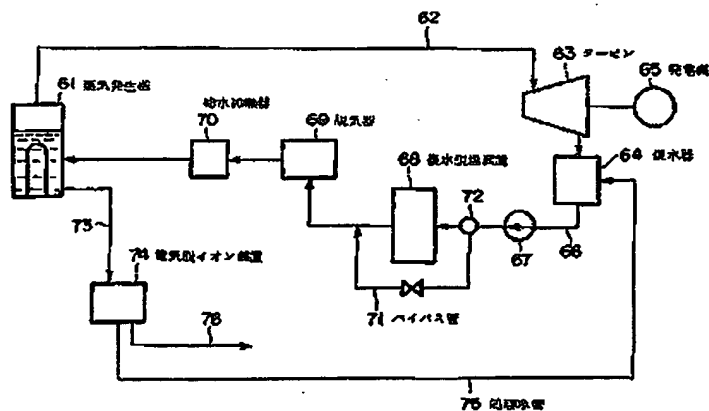 62
63 タービン
65 発電機
61 蒸気発生器
給水加熱器
70
69 脱気器
68 復水脱塩装置
72
64 復水器
67
66
73
71 バイパス管
74 電気脱イオン装置
76
75 処理水管